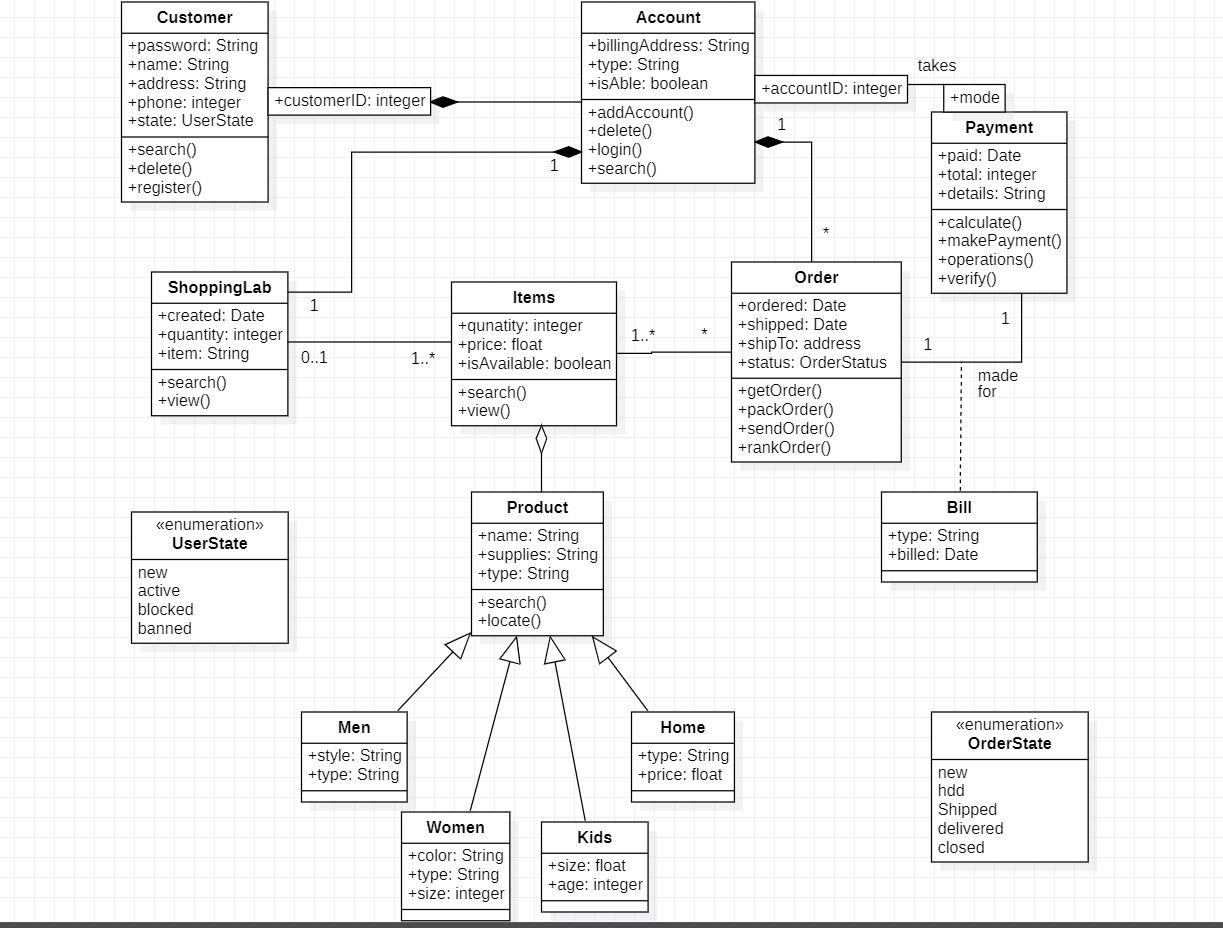 Customer
+password: String
+name: String
+address: String
+phone: integer
+state: UserState
+search()
+delete()
+register()
+customerID: integer
Account
+billingAddress: String
+type: String
+isAble: boolean
+addAccount()
+delete()
+login()
+search()
+accountID: integer
takes
+mode
Payment
+paid: Date
+total: integer
+details: String
+calculate()
+makePayment()
+operations()
+verify()
1
1
*
ShoppingLab
+created: Date
+quantity: integer
+item: String
+search()
+view()
1
0..1
1..*
Items
+qunatity: integer
+price: float
+isAvailable: boolean
+search()
+view()
1..*
*
Order
+ordered: Date
+shipped: Date
+shipTo: address
+status: OrderStatus
+getOrder()
+packOrder()
+sendOrder()
+rankOrder()
1
1
made
for
«enumeration»
UserState
new
active
blocked
banned
Product
+name: String
+supplies: String
+type: String
+search()
+locate()
Bill
+type: String
+billed: Date
Men
+style: String
+type: String
Women
+color: String
+type: String
+size: integer
Kids
+size: float
+age: integer
Home
+type: String
+price: float
«enumeration»
OrderState
new
hdd
Shipped
delivered
closed